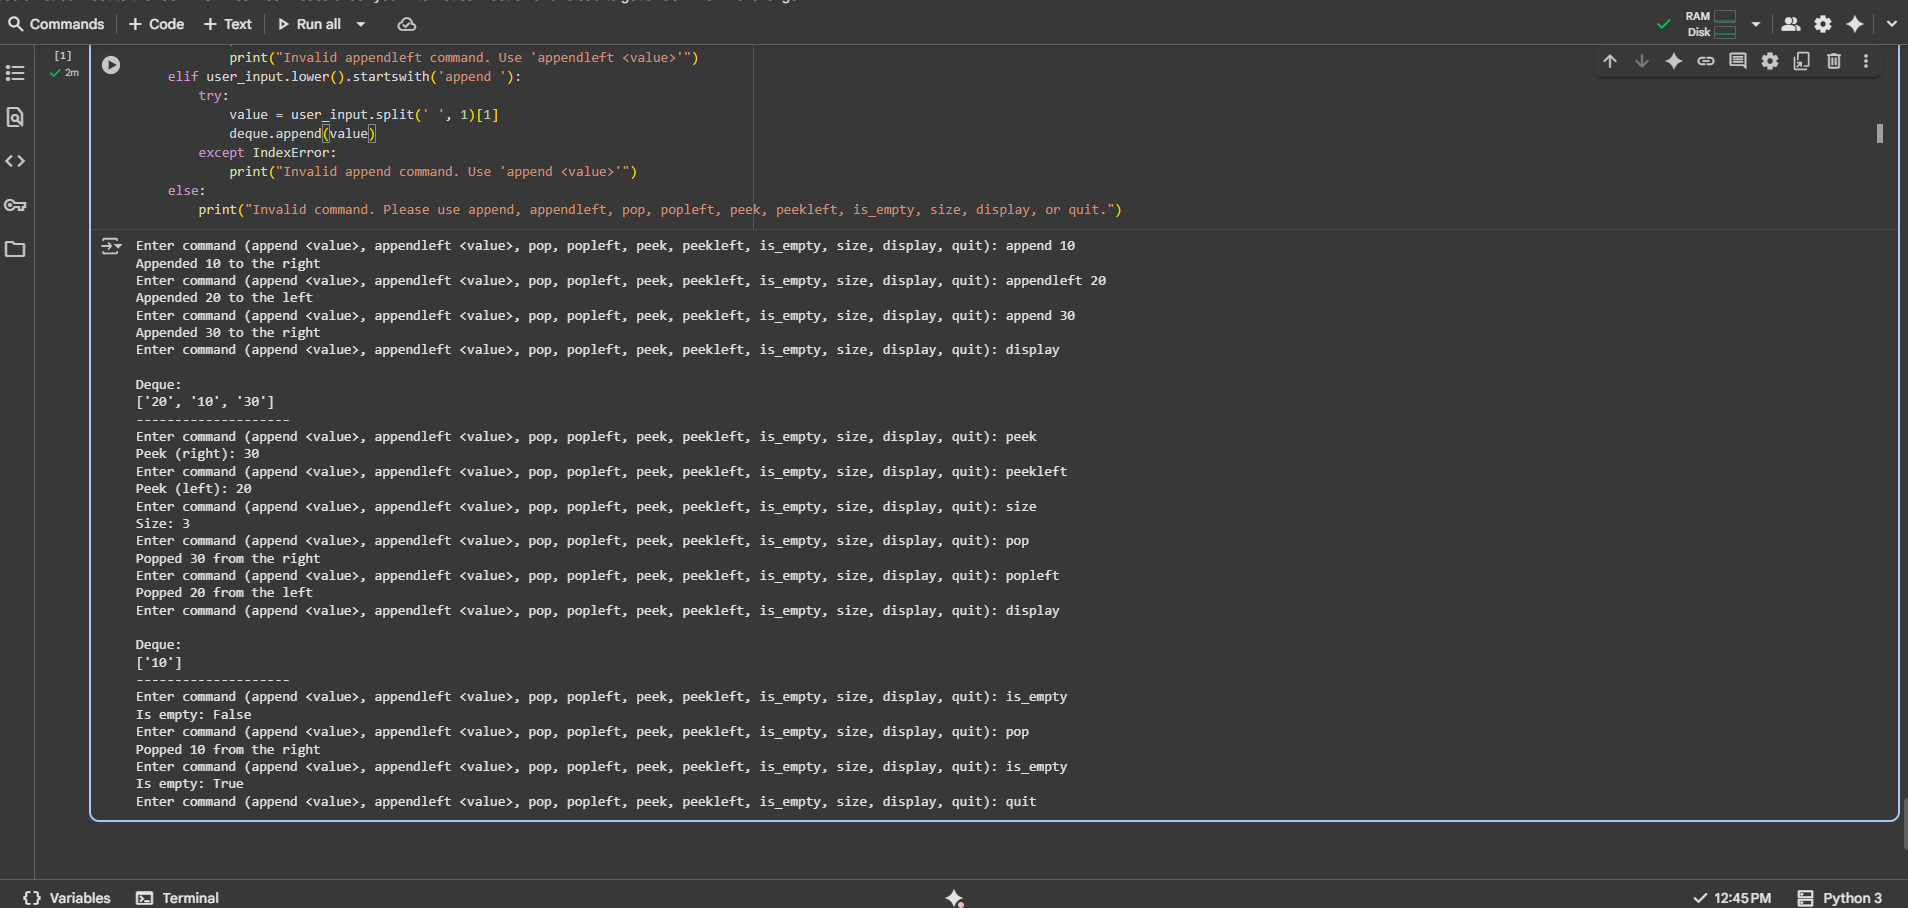 Commands + Code + Text Run all
RAM
Disk
[1]
2m
print("Invalid appendleft command. Use 'appendleft <value>'")
elif user_input.lower().startswith('append '):
try:
value = user_input.split(' ', 1)[1]
deque.append(value)
except IndexError:
print("Invalid append command. Use 'append <value>'")
else:
print("Invalid command. Please use append, appendleft, pop, popleft, peek, peekleft, is_empty, size, display, or quit.")
Enter command (append <value>, appendleft <value>, pop, popleft, peek, peekleft, is_empty, size, display, quit): append 10
Appended 10 to the right
Enter command (append <value>, appendleft <value>, pop, popleft, peek, peekleft, is_empty, size, display, quit): appendleft 20
Appended 20 to the left
Enter command (append <value>, appendleft <value>, pop, popleft, peek, peekleft, is_empty, size, display, quit): append 30
Appended 30 to the right
Enter command (append <value>, appendleft <value>, pop, popleft, peek, peekleft, is_empty, size, display, quit): display
Deque:
['20', '10', '30']
--------------------
Enter command (append <value>, appendleft <value>, pop, popleft, peek, peekleft, is_empty, size, display, quit): peek
Peek (right): 30
Enter command (append <value>, appendleft <value>, pop, popleft, peek, peekleft, is_empty, size, display, quit): peekleft
Peek (left): 20
Enter command (append <value>, appendleft <value>, pop, popleft, peek, peekleft, is_empty, size, display, quit): size
Size: 3
Enter command (append <value>, appendleft <value>, pop, popleft, peek, peekleft, is_empty, size, display, quit): pop
Popped 30 from the right
Enter command (append <value>, appendleft <value>, pop, popleft, peek, peekleft, is_empty, size, display, quit): popleft
Popped 20 from the left
Enter command (append <value>, appendleft <value>, pop, popleft, peek, peekleft, is_empty, size, display, quit): display
Deque:
['10']
--------------------
Enter command (append <value>, appendleft <value>, pop, popleft, peek, peekleft, is_empty, size, display, quit): is_empty
Is empty: False
Enter command (append <value>, appendleft <value>, pop, popleft, peek, peekleft, is_empty, size, display, quit): pop
Popped 10 from the right
Enter command (append <value>, appendleft <value>, pop, popleft, peek, peekleft, is_empty, size, display, quit): is_empty
Is empty: True
Enter command (append <value>, appendleft <value>, pop, popleft, peek, peekleft, is_empty, size, display, quit): quit
{} Variables Terminal 12:45 PM Python 3